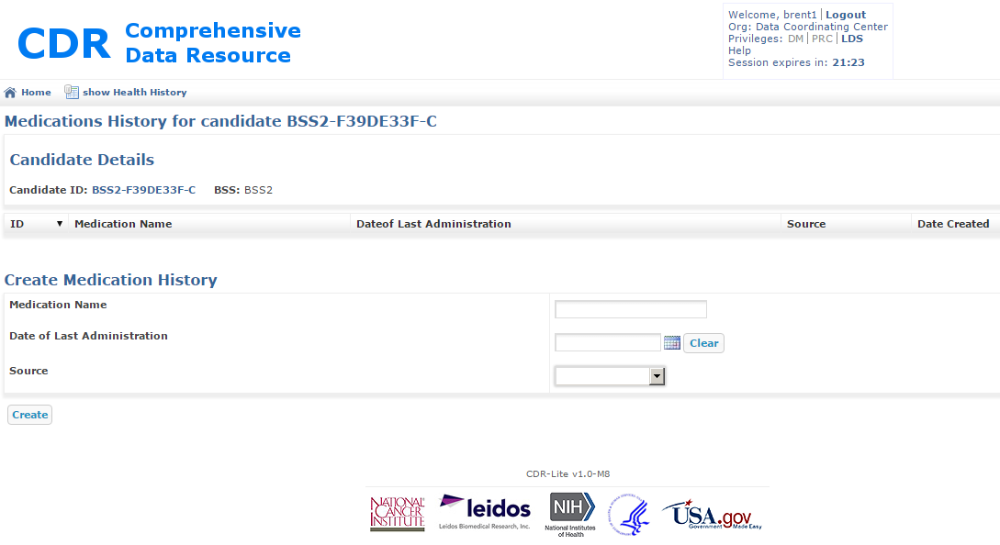 CDR Comprehensive Data Resource
Welcome, brent1 | Logout
Org: Data Coordinating Center
Privileges: DM | PRC | LDS
Help
Session expires in: 21:23
Home show Health History
Medications History for candidate BSS2-F39DE33F-C
Candidate Details
Candidate ID: BSS2-F39DE33F-C BSS: BSS2
ID ▼ Medication Name Dateof Last Administration Source Date Created
Create Medication History
Medication Name
Date of Last Administration Clear
Source
Create
CDR-Lite v1.0-M8
NATIONAL CANCER INSTITUTE
leidos
Leidos Biomedical Research, Inc.
NIH
National Institutes of Health
USA.gov
Government Made Easy